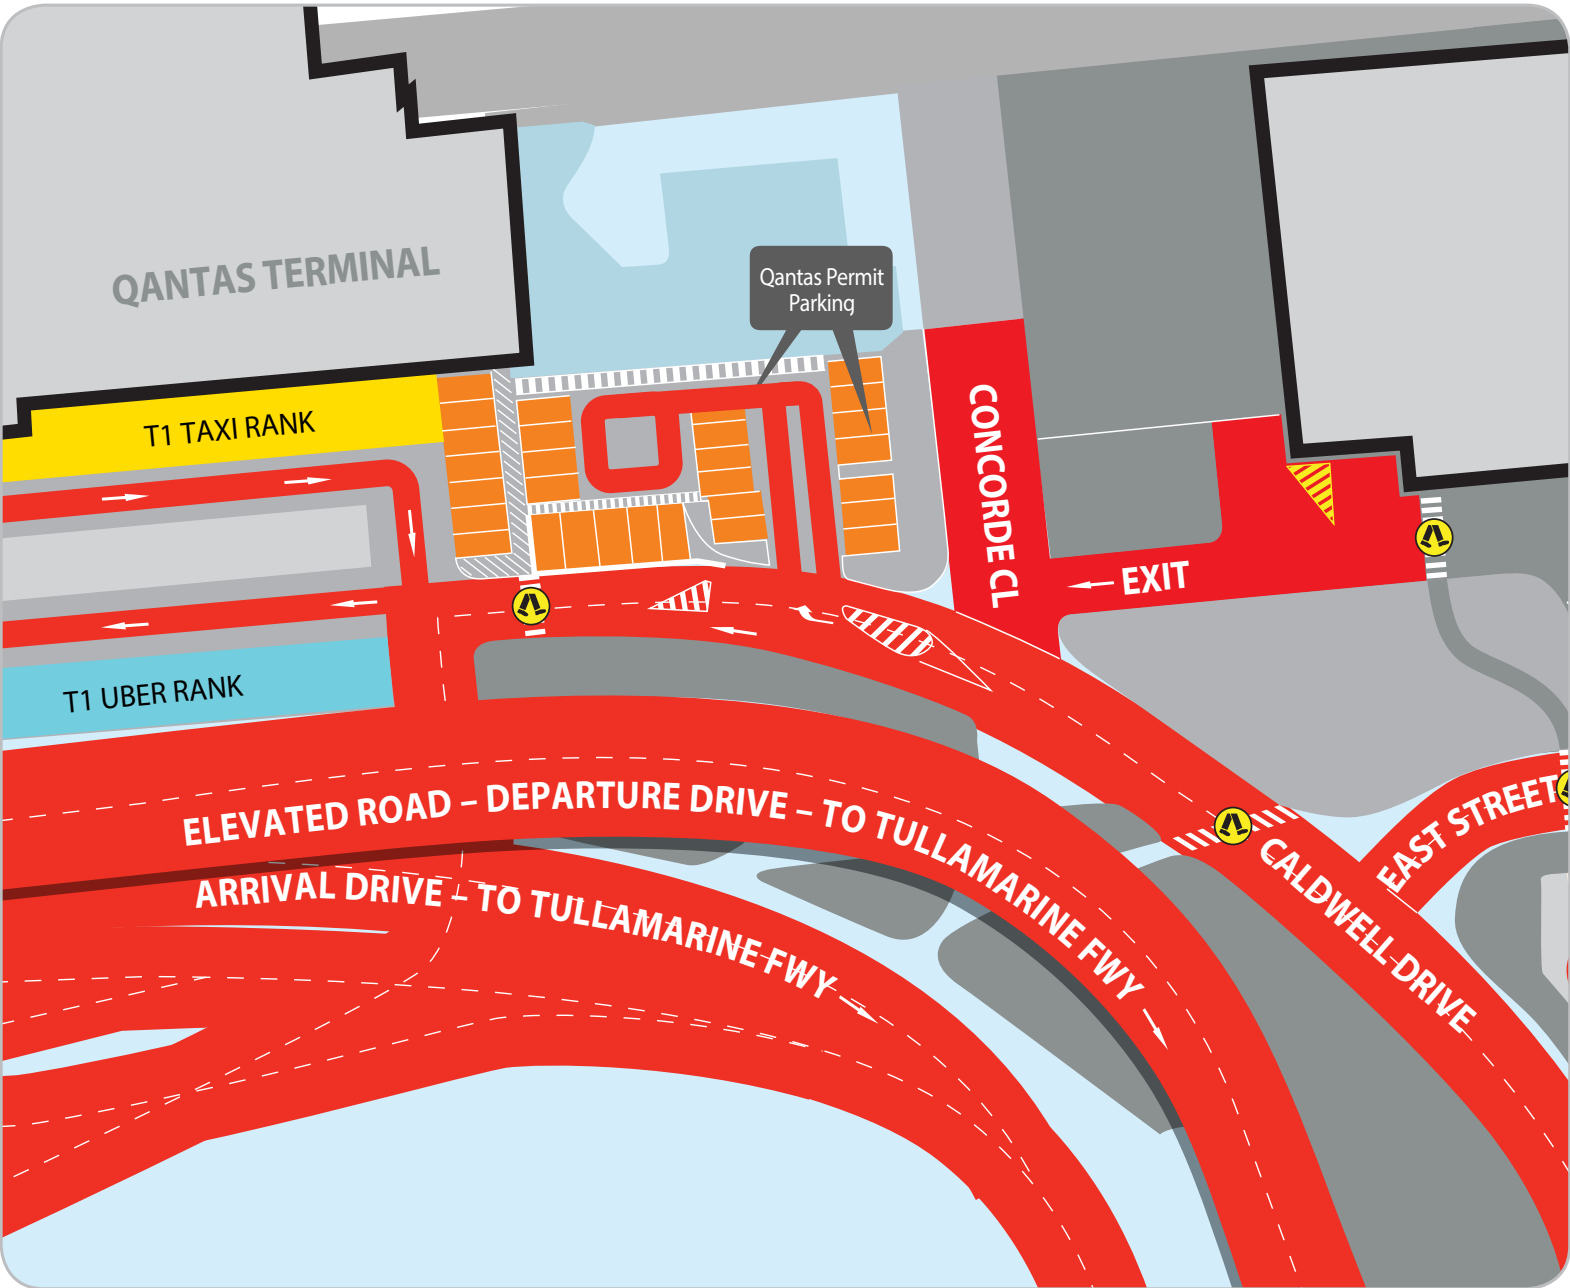 QANTAS TERMINAL
Qantas Permit
Parking
T1 TAXI RANK
CONCORDE CL
EXIT
T1 UBER RANK
ELEVATED ROAD – DEPARTURE DRIVE – TO TULLAMARINE FWY
EAST STREET
ARRIVAL DRIVE – TO TULLAMARINE FWY
CALDWELL DRIVE